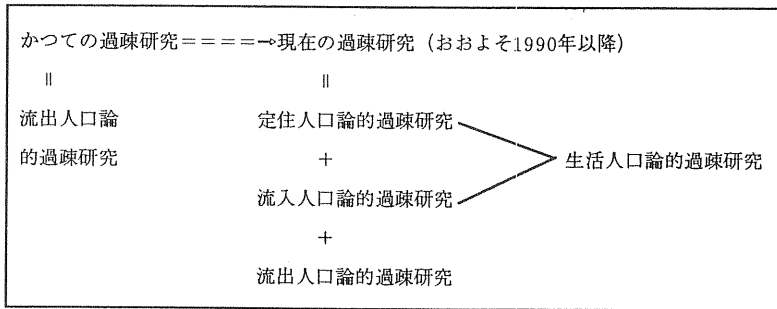 かつての過疎研究====→現在の過疎研究（おおよそ1990年以降）
॥ ॥
流出人口論 定住人口論的過疎研究
的過疎研究 + 生活人口論的過疎研究
流入人口論的過疎研究
+
流出人口論的過疎研究